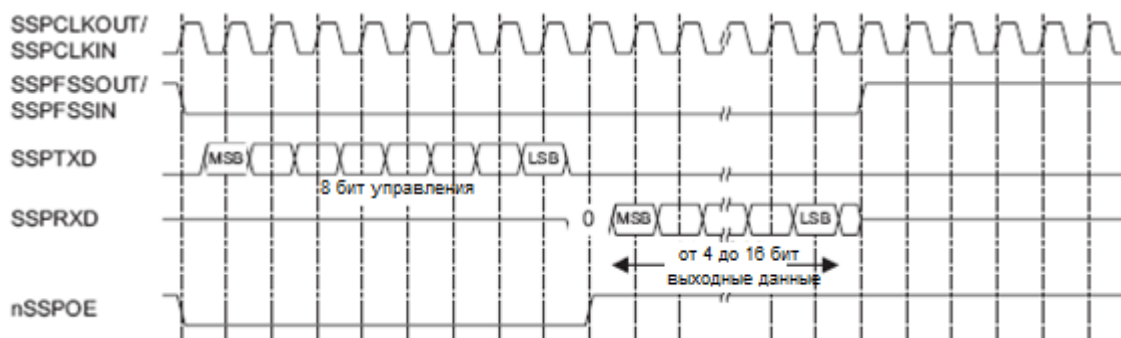 SSPCLKOUT/
SSPCLKIN
SSPFSSOUT/
SSPFSSIN
SSPTXD
MSB
LSB
8 бит управления
SSPRXD
0
MSB
LSB
от 4 до 16 бит
выходные данные
nSSPOE